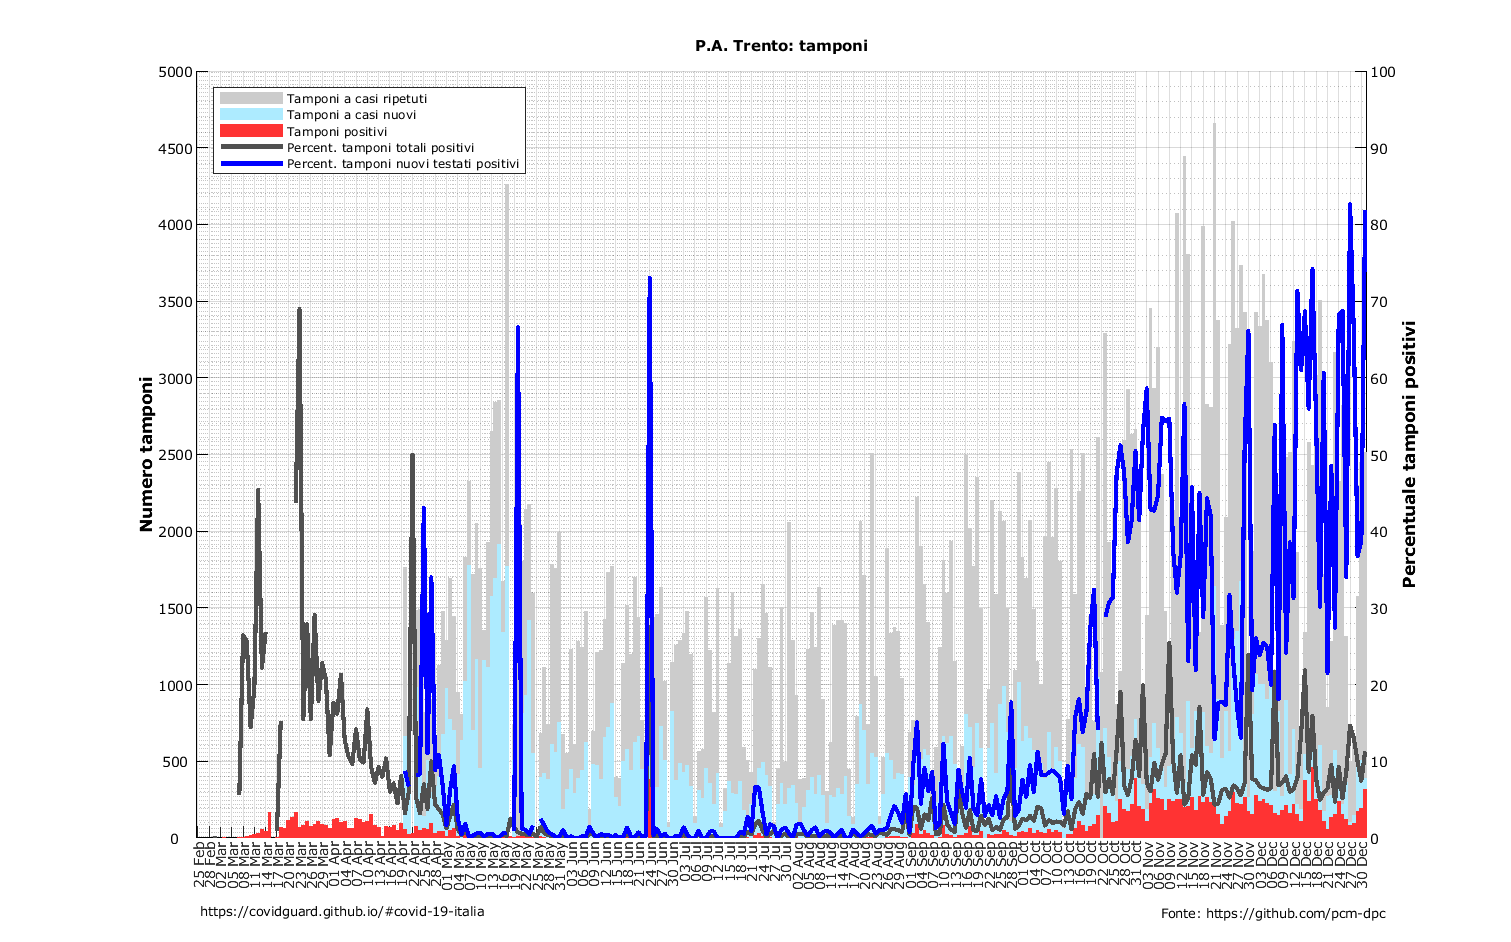 P.A. Trento: tamponi
Tamponi a casi ripetuti
Tamponi a casi nuovi
Tamponi positivi
Percent. tamponi totali positivi
Percent. tamponi nuovi testati positivi
Numero tamponi
5000
4500
4000
3500
3000
2500
2000
1500
1000
500
0
Percentuale tamponi positivi
100
90
80
70
60
50
40
30
20
10
0
25 Feb
28 Feb
02 Mar
05 Mar
08 Mar
11 Mar
14 Mar
17 Mar
20 Mar
23 Mar
26 Mar
29 Mar
01 Apr
04 Apr
07 Apr
10 Apr
13 Apr
16 Apr
19 Apr
22 Apr
25 Apr
28 Apr
01 May
04 May
07 May
10 May
13 May
16 May
19 May
22 May
25 May
28 May
31 May
03 Jun
06 Jun
09 Jun
12 Jun
15 Jun
18 Jun
21 Jun
24 Jun
27 Jun
30 Jun
03 Jul
06 Jul
09 Jul
12 Jul
15 Jul
18 Jul
21 Jul
24 Jul
27 Jul
30 Jul
02 Aug
05 Aug
08 Aug
11 Aug
14 Aug
17 Aug
20 Aug
23 Aug
26 Aug
29 Aug
01 Sep
04 Sep
07 Sep
10 Sep
13 Sep
16 Sep
19 Sep
22 Sep
25 Sep
28 Sep
01 Oct
04 Oct
07 Oct
10 Oct
13 Oct
16 Oct
19 Oct
22 Oct
25 Oct
28 Oct
31 Oct
03 Nov
06 Nov
09 Nov
12 Nov
15 Nov
18 Nov
21 Nov
24 Nov
27 Nov
30 Nov
03 Dec
06 Dec
09 Dec
12 Dec
15 Dec
18 Dec
21 Dec
24 Dec
27 Dec
30 Dec
https://covidguard.github.io/#covid-19-italia
Fonte: https://github.com/pcm-dpc